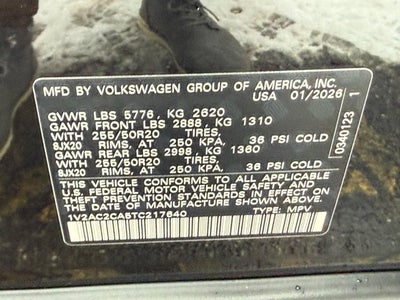 MFD BY VOLKSWAGEN GROUP OF AMERICA, INC.
USA 01/2026
GVWR LBS 5776, KG 2620
GAWR FRONT LBS 2888, KG 1310
WITH 255/50R20 TIRES,
8JX20 RIMS, AT 250 KPA, 36 PSI COLD
GAWR REAR LBS 2998, KG 1360
WITH 255/50R20 TIRES,
8JX20 RIMS, AT 250 KPA, 36 PSI COLD
THIS VEHICLE CONFORMS TO ALL APPLICABLE
U.S. FEDERAL MOTOR VEHICLE SAFETY AND
THEFT PREVENTION STANDARDS IN EFFECT ON THE
DATE OF MANUFACTURE SHOWN ABOVE.
1V2AC2CA5TC217640 TYPE: MPV
0340123 1